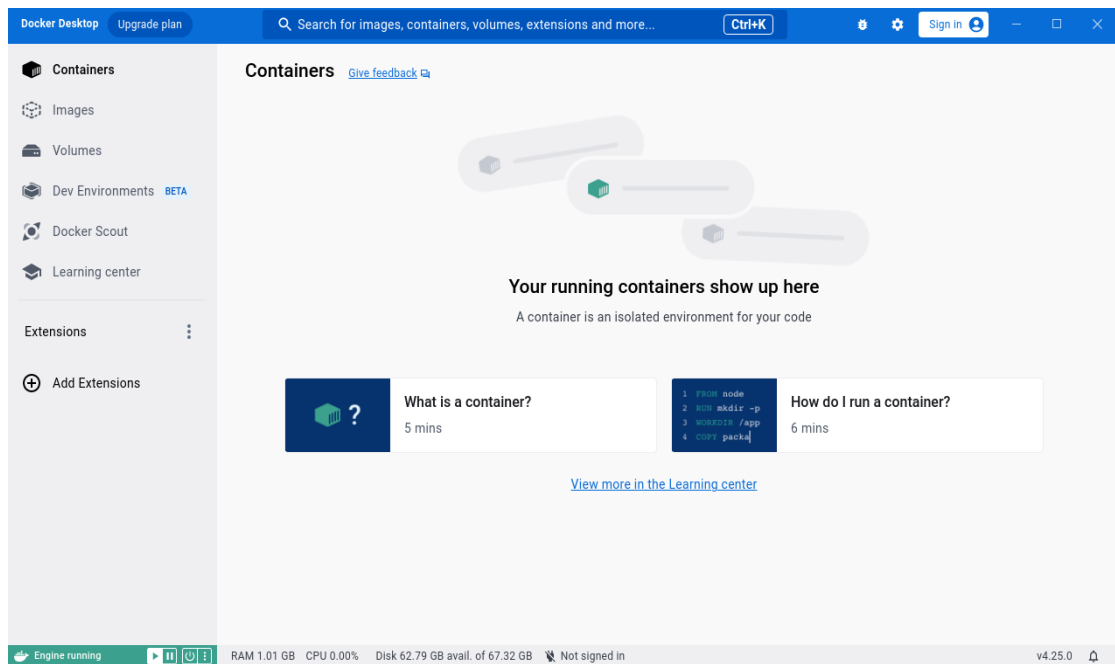 Docker Desktop Upgrade plan Search for images, containers, volumes, extensions and more... Ctrl+K Sign in
Containers
Images
Volumes
Dev Environments BETA
Docker Scout
Learning center
Extensions
Add Extensions
Containers Give feedback
Your running containers show up here
A container is an isolated environment for your code
?
What is a container?
5 mins
1 FROM node
2 RUN mkdir -p
3 WORKDIR /app
4 COPY packa
How do I run a container?
6 mins
View more in the Learning center
Engine running RAM 1.01 GB CPU 0.00% Disk 62.79 GB avail. of 67.32 GB Not signed in v4.25.0